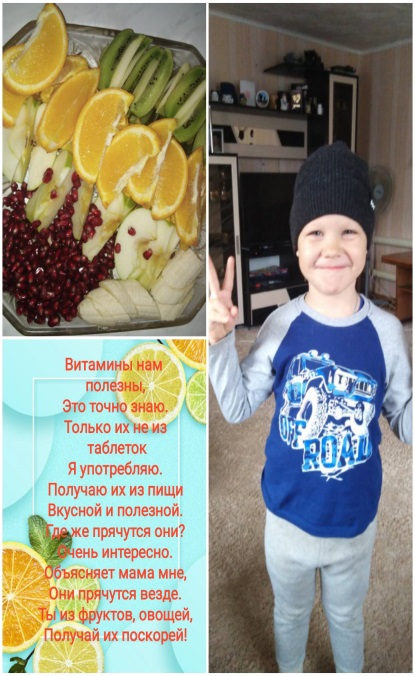 Витамины нам
полезны,
Это точно знаю.
Только их не из
таблеток
Я употребляю.
Получаю их из пищи
Вкусной и полезной.
Где же прячутся они?
Очень интересно.
Объясняет мама мне,
Они прячутся везде.
Ты из фруктов, овощей,
Получай их поскорей!
OFF
ROAD